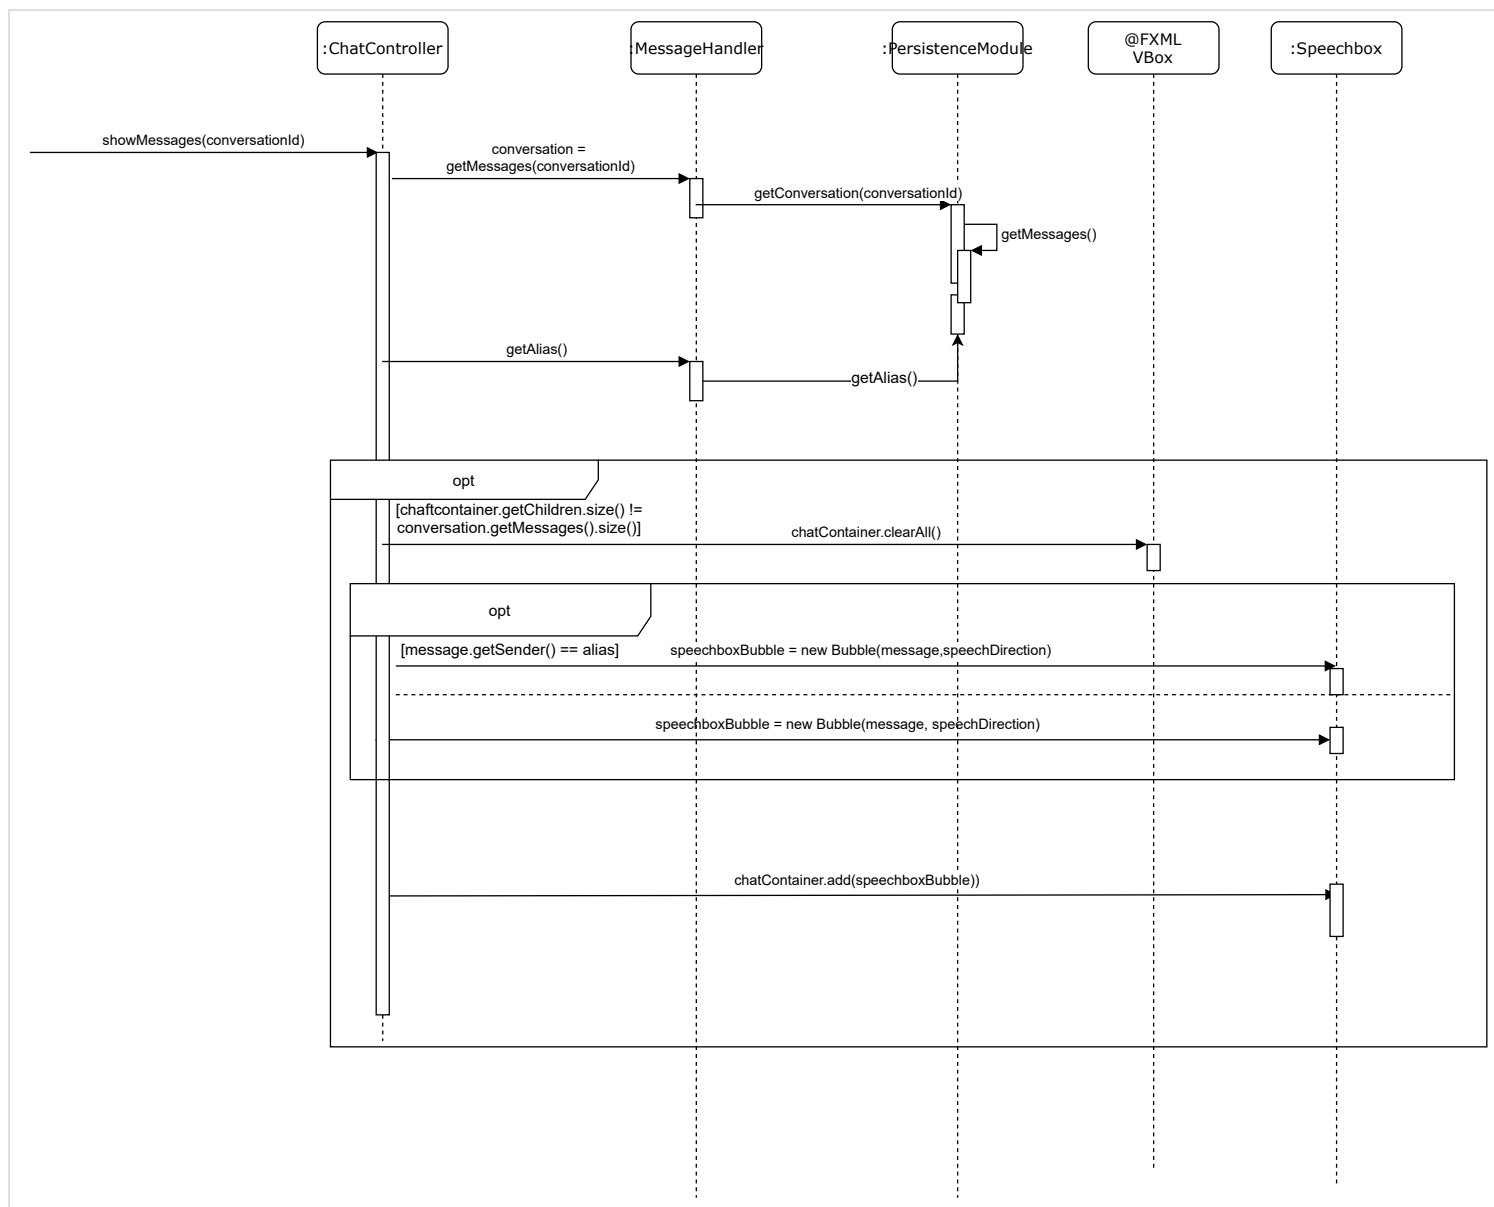 :ChatController
:MessageHandler
:PersistenceModule
@FXML
VBox
:Speechbox
showMessages(conversationId)
conversation =
getMessages(conversationId)
getConversation(conversationId)
getMessages()
getAlias()
getAlias()
opt
[chaftcontainer.getChildren.size() !=
conversation.getMessages().size()]
chatContainer.clearAll()
opt
[message.getSender() == alias]
speechboxBubble = new Bubble(message,speechDirection)
speechboxBubble = new Bubble(message, speechDirection)
chatContainer.add(speechboxBubble))